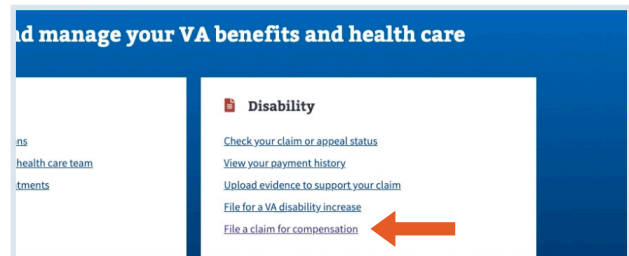 nd manage your VA benefits and health care
Disability
ns
Check your claim or appeal status
health care team
View your payment history
tments
Upload evidence to support your claim
File for a VA disability increase
File a claim for compensation